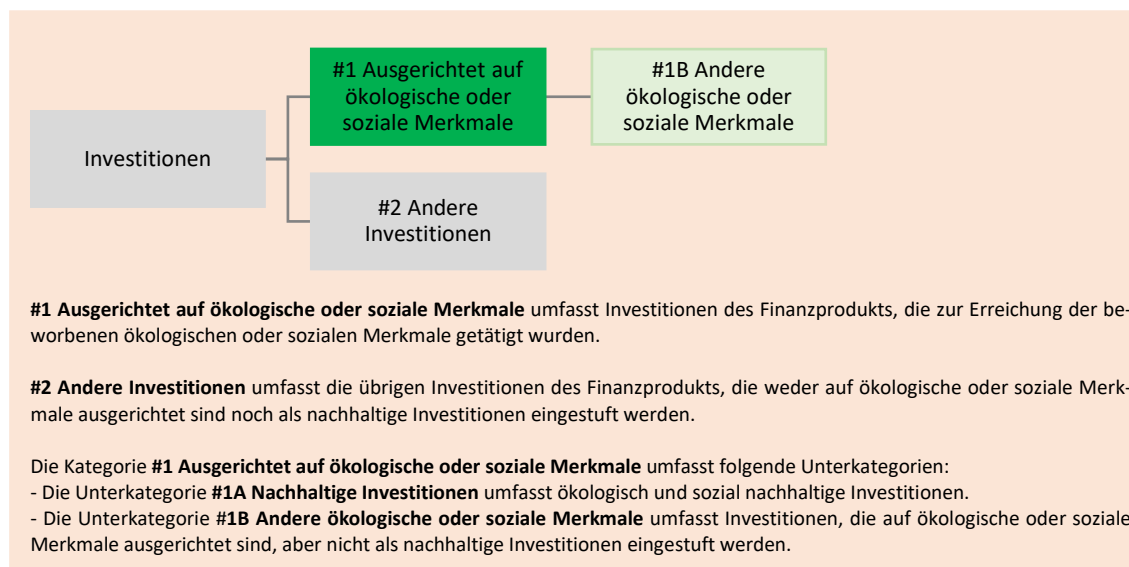 #1 Ausgerichtet auf
ökologische oder
soziale Merkmale
#1B Andere
ökologische oder
soziale Merkmale
Investitionen
#2 Andere
Investitionen
#1 Ausgerichtet auf ökologische oder soziale Merkmale umfasst Investitionen des Finanzprodukts, die zur Erreichung der be-
worbenen ökologischen oder sozialen Merkmale getätigt wurden.
#2 Andere Investitionen umfasst die übrigen Investitionen des Finanzprodukts, die weder auf ökologische oder soziale Merk-
male ausgerichtet sind noch als nachhaltige Investitionen eingestuft werden.
Die Kategorie #1 Ausgerichtet auf ökologische oder soziale Merkmale umfasst folgende Unterkategorien:
- Die Unterkategorie #1A Nachhaltige Investitionen umfasst ökologisch und sozial nachhaltige Investitionen.
- Die Unterkategorie #1B Andere ökologische oder soziale Merkmale umfasst Investitionen, die auf ökologische oder soziale
Merkmale ausgerichtet sind, aber nicht als nachhaltige Investitionen eingestuft werden.